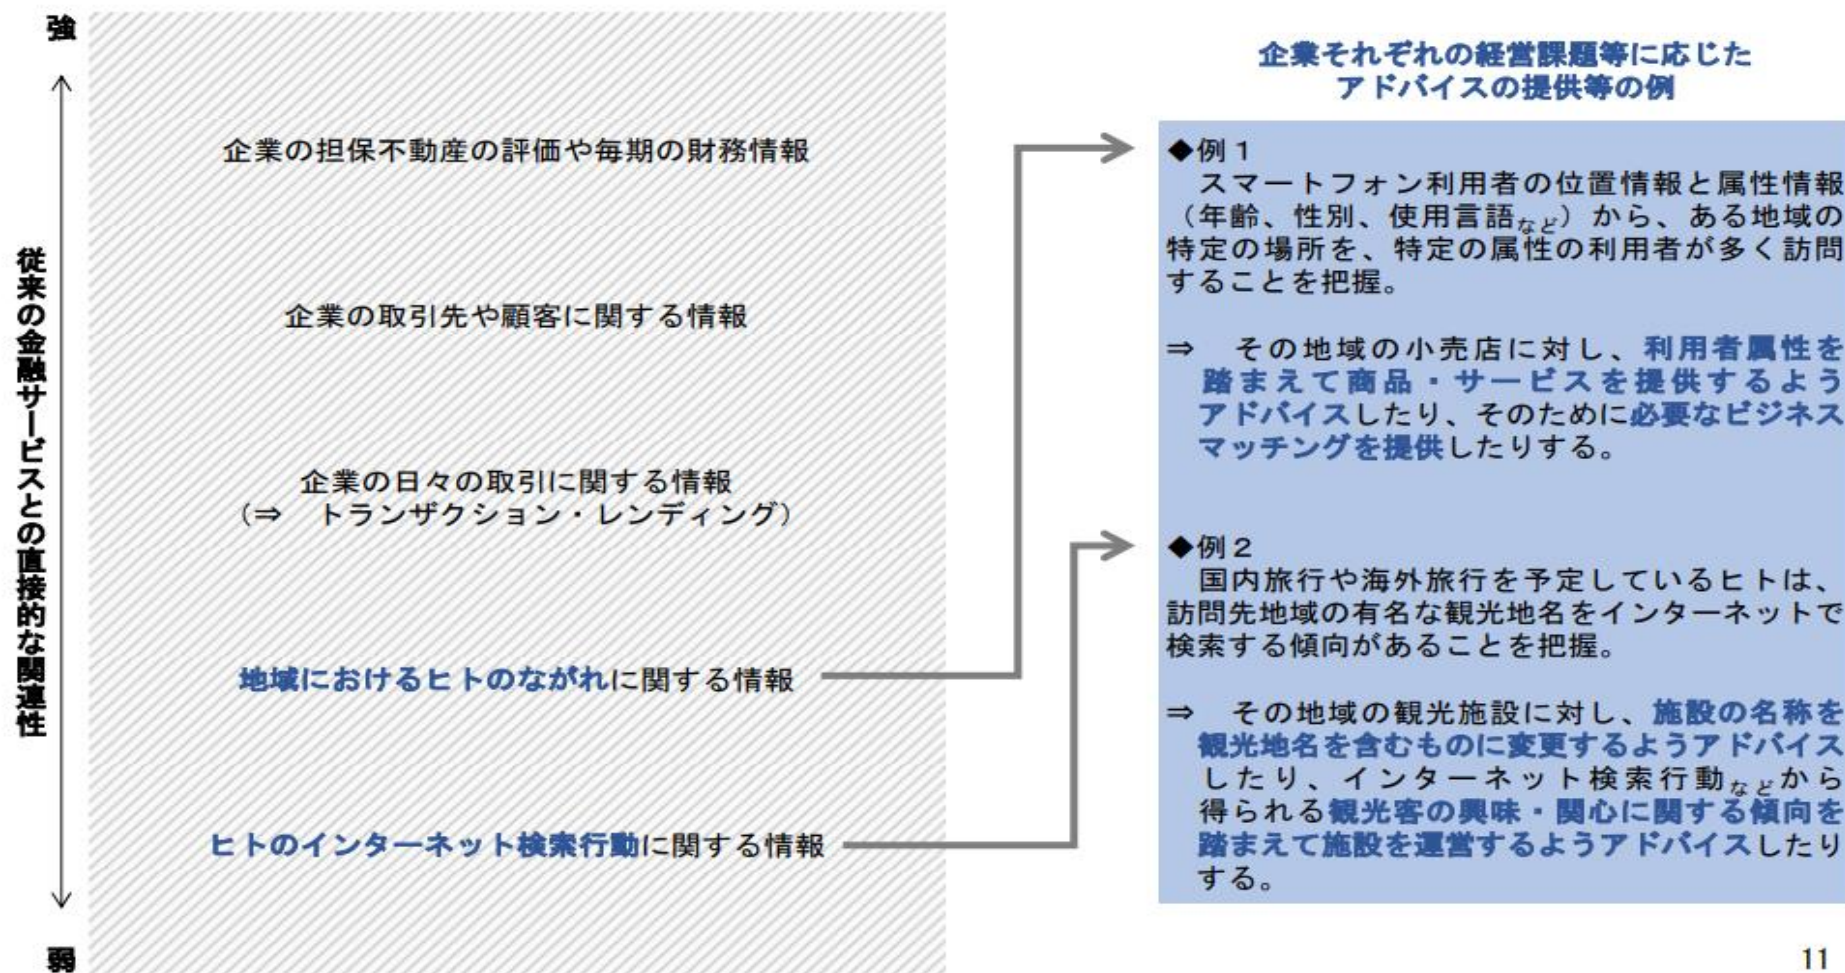 強
従来の金融サービスとの直接的な関連性
弱
企業の担保不動産の評価や毎期の財務情報
企業の取引先や顧客に関する情報
企業の日々の取引に関する情報
（⇒　トランザクション・レンディング）
地域におけるヒトのながれに関する情報
ヒトのインターネット検索行動に関する情報
企業それぞれの経営課題等に応じた
アドバイスの提供等の例
◆例１
スマートフォン利用者の位置情報と属性情報
（年齢、性別、使用言語など）から、ある地域の
特定の場所を、特定の属性の利用者が多く訪問
することを把握。
⇒　その地域の小売店に対し、利用者属性を
踏まえて商品・サービスを提供するよう
アドバイスしたり、そのために必要なビジネス
マッチングを提供したりする。
◆例２
国内旅行や海外旅行を予定しているヒトは、
訪問先地域の有名な観光地名をインターネットで
検索する傾向があることを把握。
⇒　その地域の観光施設に対し、施設の名称を
観光地名を含むものに変更するようアドバイス
したり、インターネット検索行動などから
得られる観光客の興味・関心に関する傾向を
踏まえて施設を運営するようアドバイスしたり
する。
11